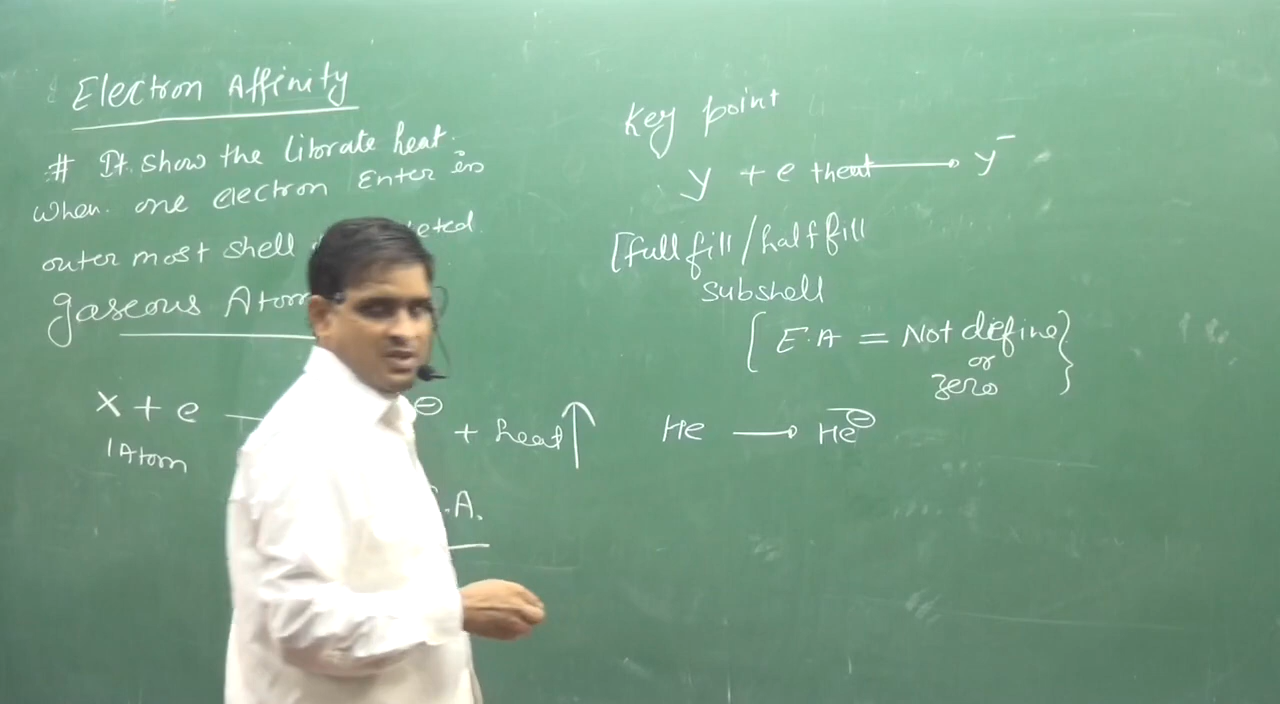 Electron Affinity
# It show the librate heat.
When one electron Enter in
outer most shell
gaseous Atom
X + e
⊖ + heat ↑
1Atom
.A.
Key point
y + e + heat ⟶ y⁻
[Full fill / half fill
subshell
[ E.A = Not define }
or
zero
He ⟶ He⊖